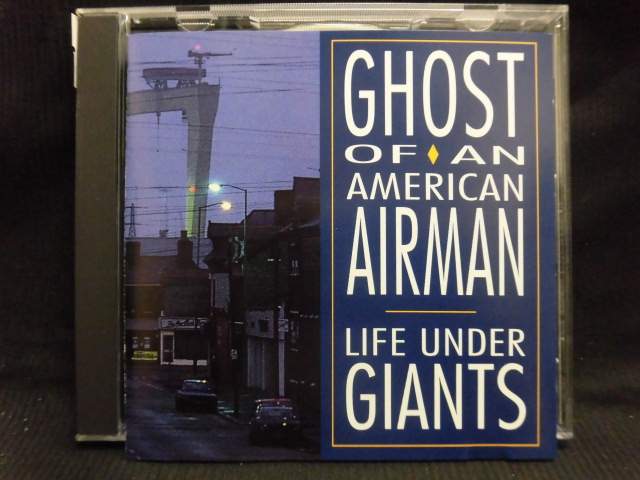 GHOST
OF AN
AMERICAN
AIRMAN
LIFE UNDER
GIANTS